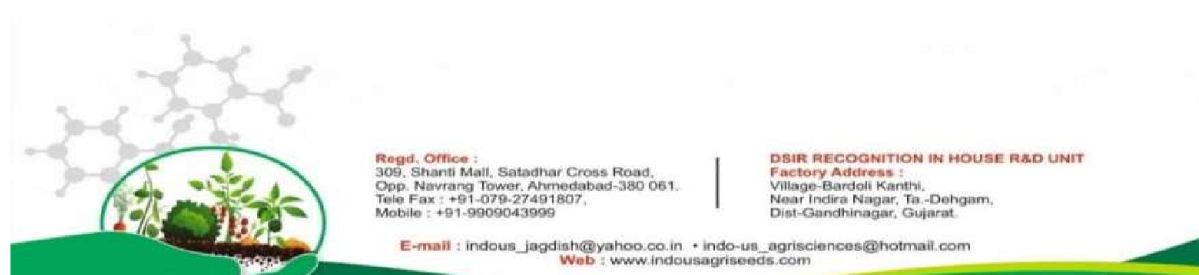 Regd. Office :
309, Shanti Mall, Satadhar Cross Road,
Opp. Navrang Tower, Ahmedabad-380 061.
Tele Fax : +91-079-27491807,
Mobile : +91-9909043999
DSIR RECOGNITION IN HOUSE R&D UNIT
Factory Address :
Village-Bardoli Kanthi,
Near Indira Nagar, Ta.-Dehgam,
Dist-Gandhinagar, Gujarat.
E-mail : indous_jagdish@yahoo.co.in • indo-us_agrisciences@hotmail.com
Web : www.indousagriseeds.com